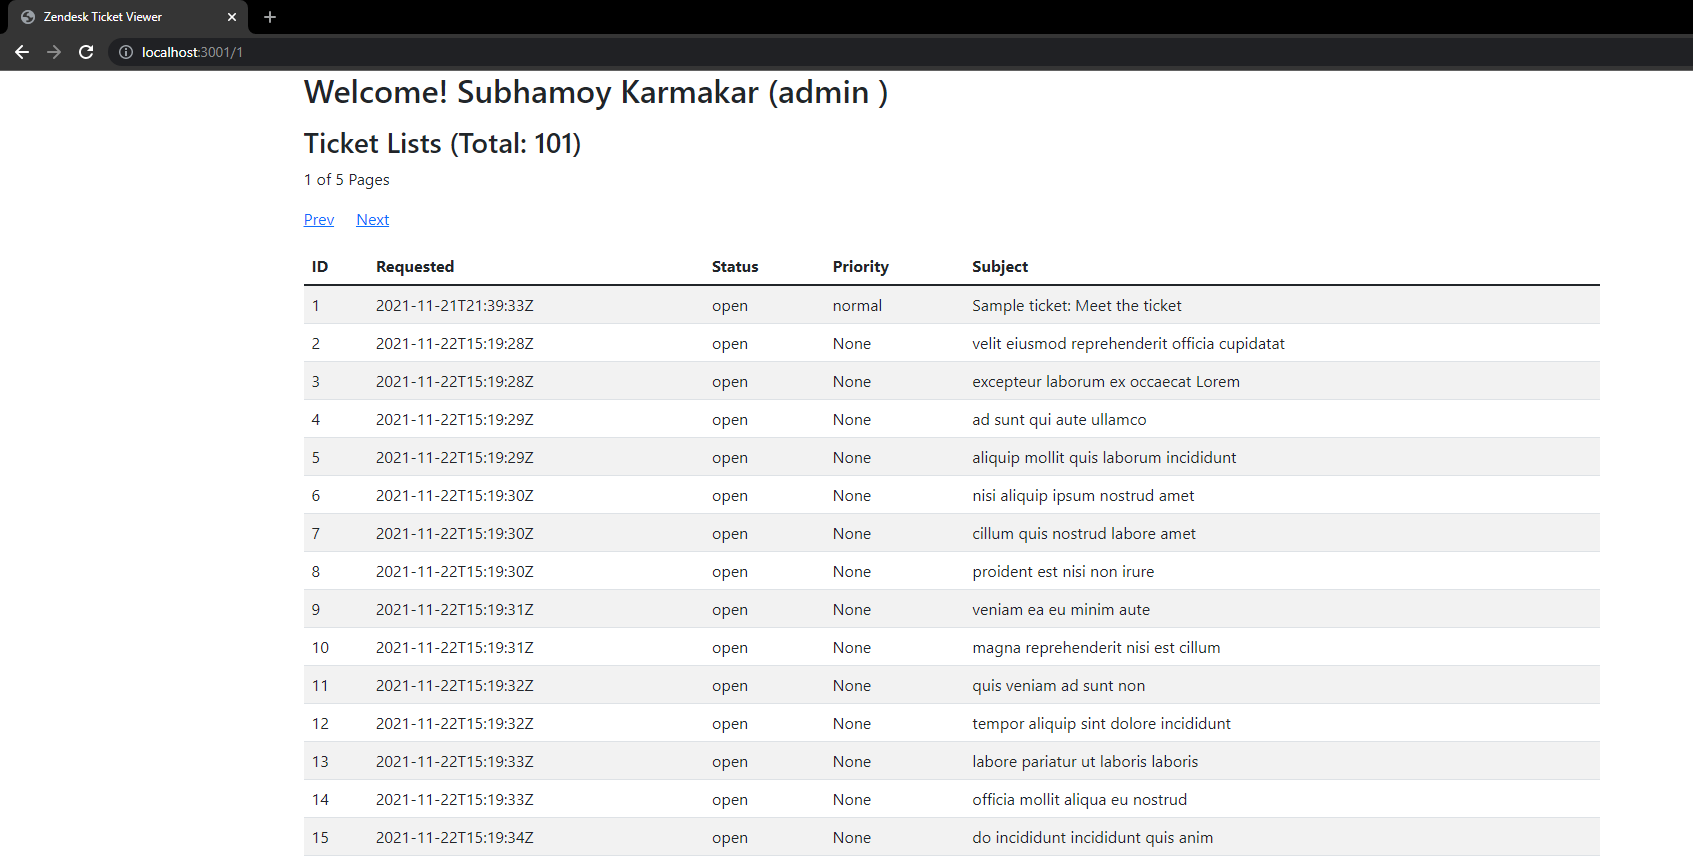 Zendesk Ticket Viewer
localhost:3001/1
Welcome! Subhamoy Karmakar (admin )
Ticket Lists (Total: 101)
1 of 5 Pages
Prev Next
ID Requested Status Priority Subject
1 2021-11-21T21:39:33Z open normal Sample ticket: Meet the ticket
2 2021-11-22T15:19:28Z open None velit eiusmod reprehenderit officia cupidatat
3 2021-11-22T15:19:28Z open None excepteur laborum ex occaecat Lorem
4 2021-11-22T15:19:29Z open None ad sunt qui aute ullamco
5 2021-11-22T15:19:29Z open None aliquip mollit quis laborum incididunt
6 2021-11-22T15:19:30Z open None nisi aliquip ipsum nostrud amet
7 2021-11-22T15:19:30Z open None cillum quis nostrud labore amet
8 2021-11-22T15:19:30Z open None proident est nisi non irure
9 2021-11-22T15:19:31Z open None veniam ea eu minim aute
10 2021-11-22T15:19:31Z open None magna reprehenderit nisi est cillum
11 2021-11-22T15:19:32Z open None quis veniam ad sunt non
12 2021-11-22T15:19:32Z open None tempor aliquip sint dolore incididunt
13 2021-11-22T15:19:33Z open None labore pariatur ut laboris laboris
14 2021-11-22T15:19:33Z open None officia mollit aliqua eu nostrud
15 2021-11-22T15:19:34Z open None do incididunt incididunt quis anim